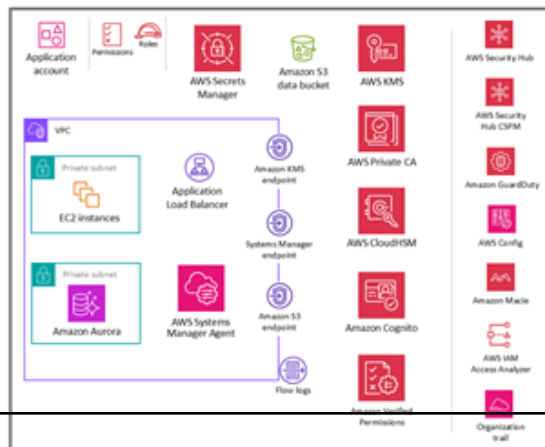 Application
account
Permissions
Roles
AWS Secrets
Manager
Amazon S3
data bucket
AWS KMS
AWS Security Hub
VPC
Private subnet
EC2 instances
Application
Load Balancer
Amazon KMS
endpoint
AWS Private CA
AWS Security
Hub CSPM
Amazon GuardDuty
Systems Manager
endpoint
AWS CloudHSM
AWS Config
Private subnet
Amazon Aurora
AWS Systems
Manager Agent
Amazon S3
endpoint
Amazon Cognito
Amazon Macie
AWS IAM
Access Analyzer
Flow logs
Amazon Verified
Permissions
Organization
trail